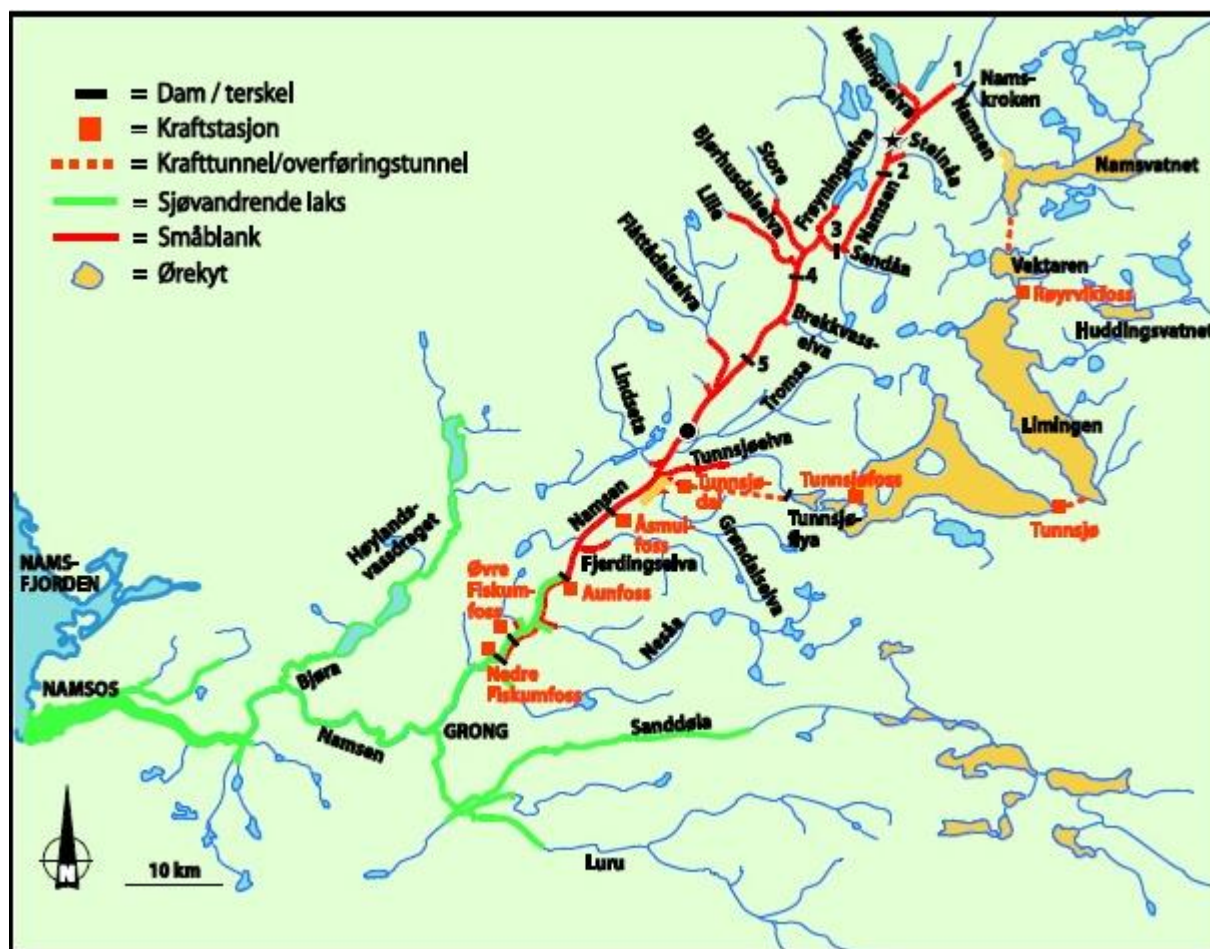 = Dam / terskel
= Kraftstasjon
= Krafttunnel/overføringstunnel
= Sjøvandrende laks
= Småblank
= Ørekyt
Mellingselva
1
Nams-
kroken
Namsen
Steinåa
2
Namsvatnet
Store
Bjørhusdalselva
Lille
Frøyningselva
3
Namsen
Sandåa
4
Vektaren
Røyrvikfoss
Huddingsvatnet
Flåttådalselva
Brekkvass-
elva
5
Tromsa
Lindseta
Limingen
Tunnsjøelva
Tunnsjø-
dal
Tunnsjøfoss
Tunnsjø-
øya
Tunnsjø
Namsen
Åsmul-
foss
Grøndalselva
Høylands-
vassdraget
Fjerdingselva
NAMS-
FJORDEN
Øvre
Fiskum-
foss
Aunfoss
Nesåa
Nedre
Fiskumfoss
Bjøra
NAMSOS
Namsen
GRONG
Sanddøla
Luru
N
10 km